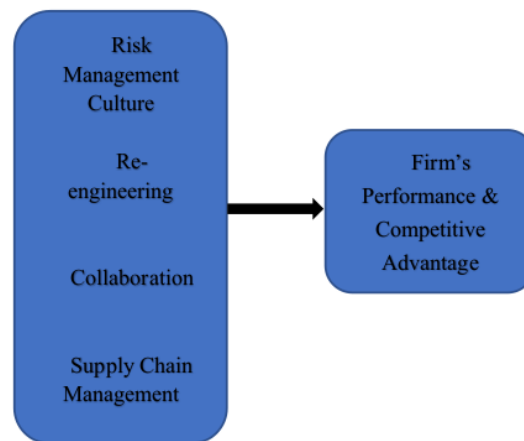 Risk
Management
Culture
Re-
engineering
Collaboration
Supply Chain
Management
Firm's
Performance &
Competitive
Advantage